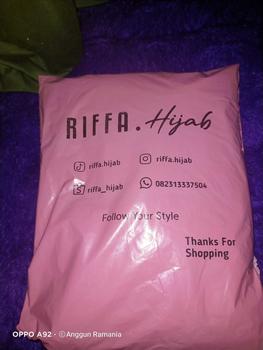 RIFFA.Hijab
riffa.hijab
riffa.hijab
riffa_hijab
082313337504
Follow Your Style
Thanks For
Shopping
OPPO A92 · ©Anggun Ramania